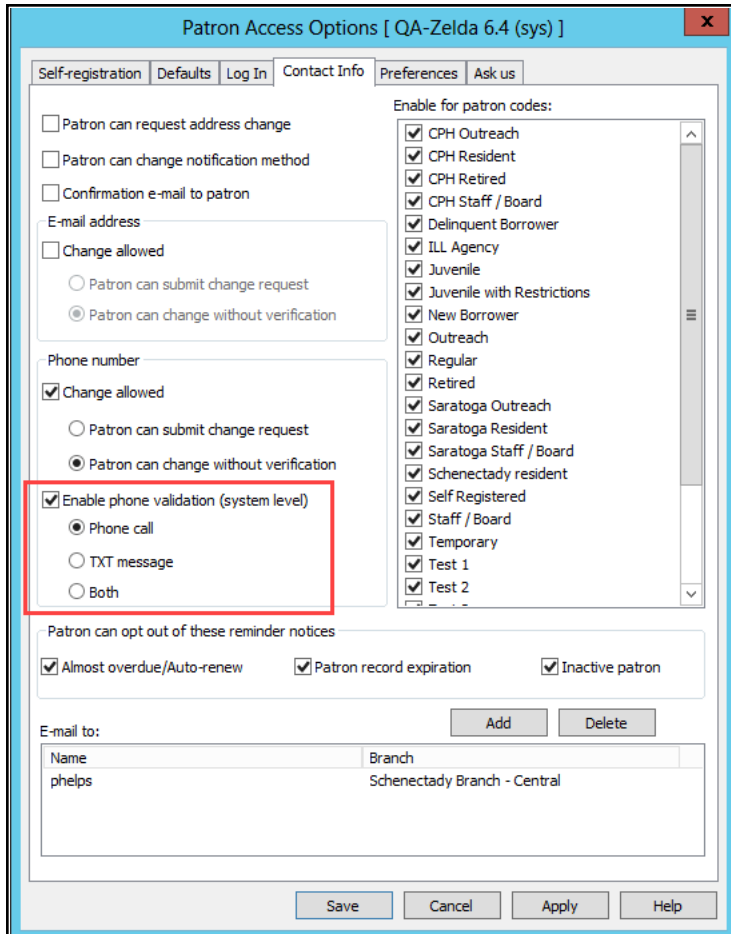 Patron Access Options [ QA-Zelda 6.4 (sys) ]
x
Self-registration Defaults Log In Contact Info Preferences Ask us
Patron can request address change
Patron can change notification method
Confirmation e-mail to patron
E-mail address
Change allowed
Patron can submit change request
Patron can change without verification
Phone number
Change allowed
Patron can submit change request
Patron can change without verification
Enable phone validation (system level)
Phone call
TXT message
Both
Enable for patron codes:
CPH Outreach
CPH Resident
CPH Retired
CPH Staff / Board
Delinquent Borrower
ILL Agency
Juvenile
Juvenile with Restrictions
New Borrower
Outreach
Regular
Retired
Saratoga Outreach
Saratoga Resident
Saratoga Staff / Board
Schenectady resident
Self Registered
Staff / Board
Temporary
Test 1
Test 2
Patron can opt out of these reminder notices
Almost overdue/Auto-renew Patron record expiration Inactive patron
E-mail to:
Add Delete
Name Branch
phelps Schenectady Branch - Central
Save Cancel Apply Help